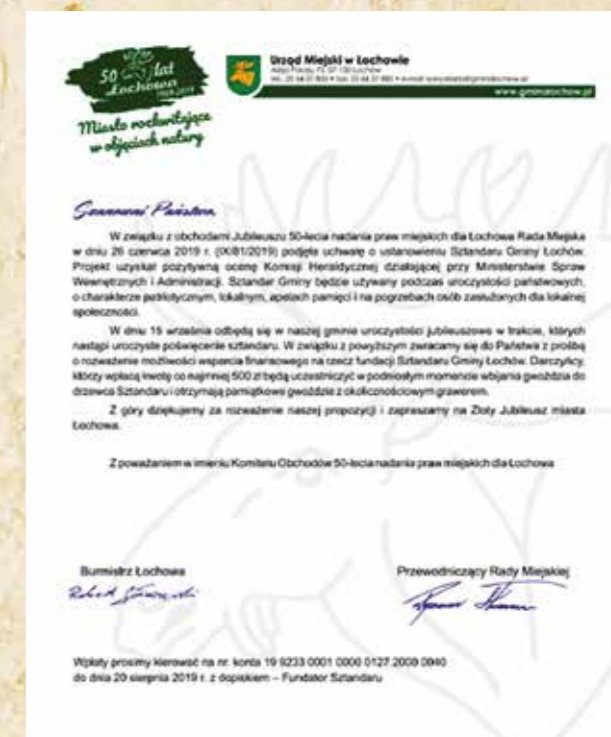 50 lat
Łochowa
1969-2019
Miasto rozkwitające
w objęciach natury
Urząd Miejski w Łochowie
www.gminalochow.pl
Szanowni Państwo
W związku z obchodami Jubileuszu 50-lecia nadania praw miejskich dla Łochowa Rada Miejska
w dniu 26 czerwca 2019 r. (IX/81/2019) podjęła uchwałę o ustanowieniu Sztandaru Gminy Łochów.
Projekt uzyskał pozytywną ocenę Komisji Heraldycznej działającej przy Ministerstwie Spraw
Wewnętrznych i Administracji. Sztandar Gminy będzie używany podczas uroczystości państwowych,
o charakterze patriotycznym, lokalnym, apelach pamięci i na pogrzebach osób zasłużonych dla lokalnej
społeczności.
W dniu 15 września odbędą się w naszej gminie uroczystości jubileuszowe w trakcie, których
nastąpi uroczyste poświęcenie sztandaru. W związku z powyższym zwracamy się do Państwa z prośbą
o rozważenie możliwości wsparcia finansowego na rzecz fundacji Sztandaru Gminy Łochów. Darczyńcy,
którzy wpłacą kwotę co najmniej 500 zł będą uczestniczyć w podniosłym momencie wbijania gwoździa do
drzewca Sztandaru i otrzymają pamiątkowe gwoździe z okolicznościowym grawerem.
Z góry dziękujemy za rozważenie naszej propozycji i zapraszamy na Złoty Jubileusz miasta
Łochowa.
Z poważaniem w imieniu Komitetu Obchodów 50-lecia nadania praw miejskich dla Łochowa
Burmistrz Łochowa
Przewodniczący Rady Miejskiej
Wpłaty prosimy kierować na nr. konta 19 9233 0001 0000 0127 2000 0040
do dnia 20 sierpnia 2019 r. z dopiskiem – Fundator Sztandaru